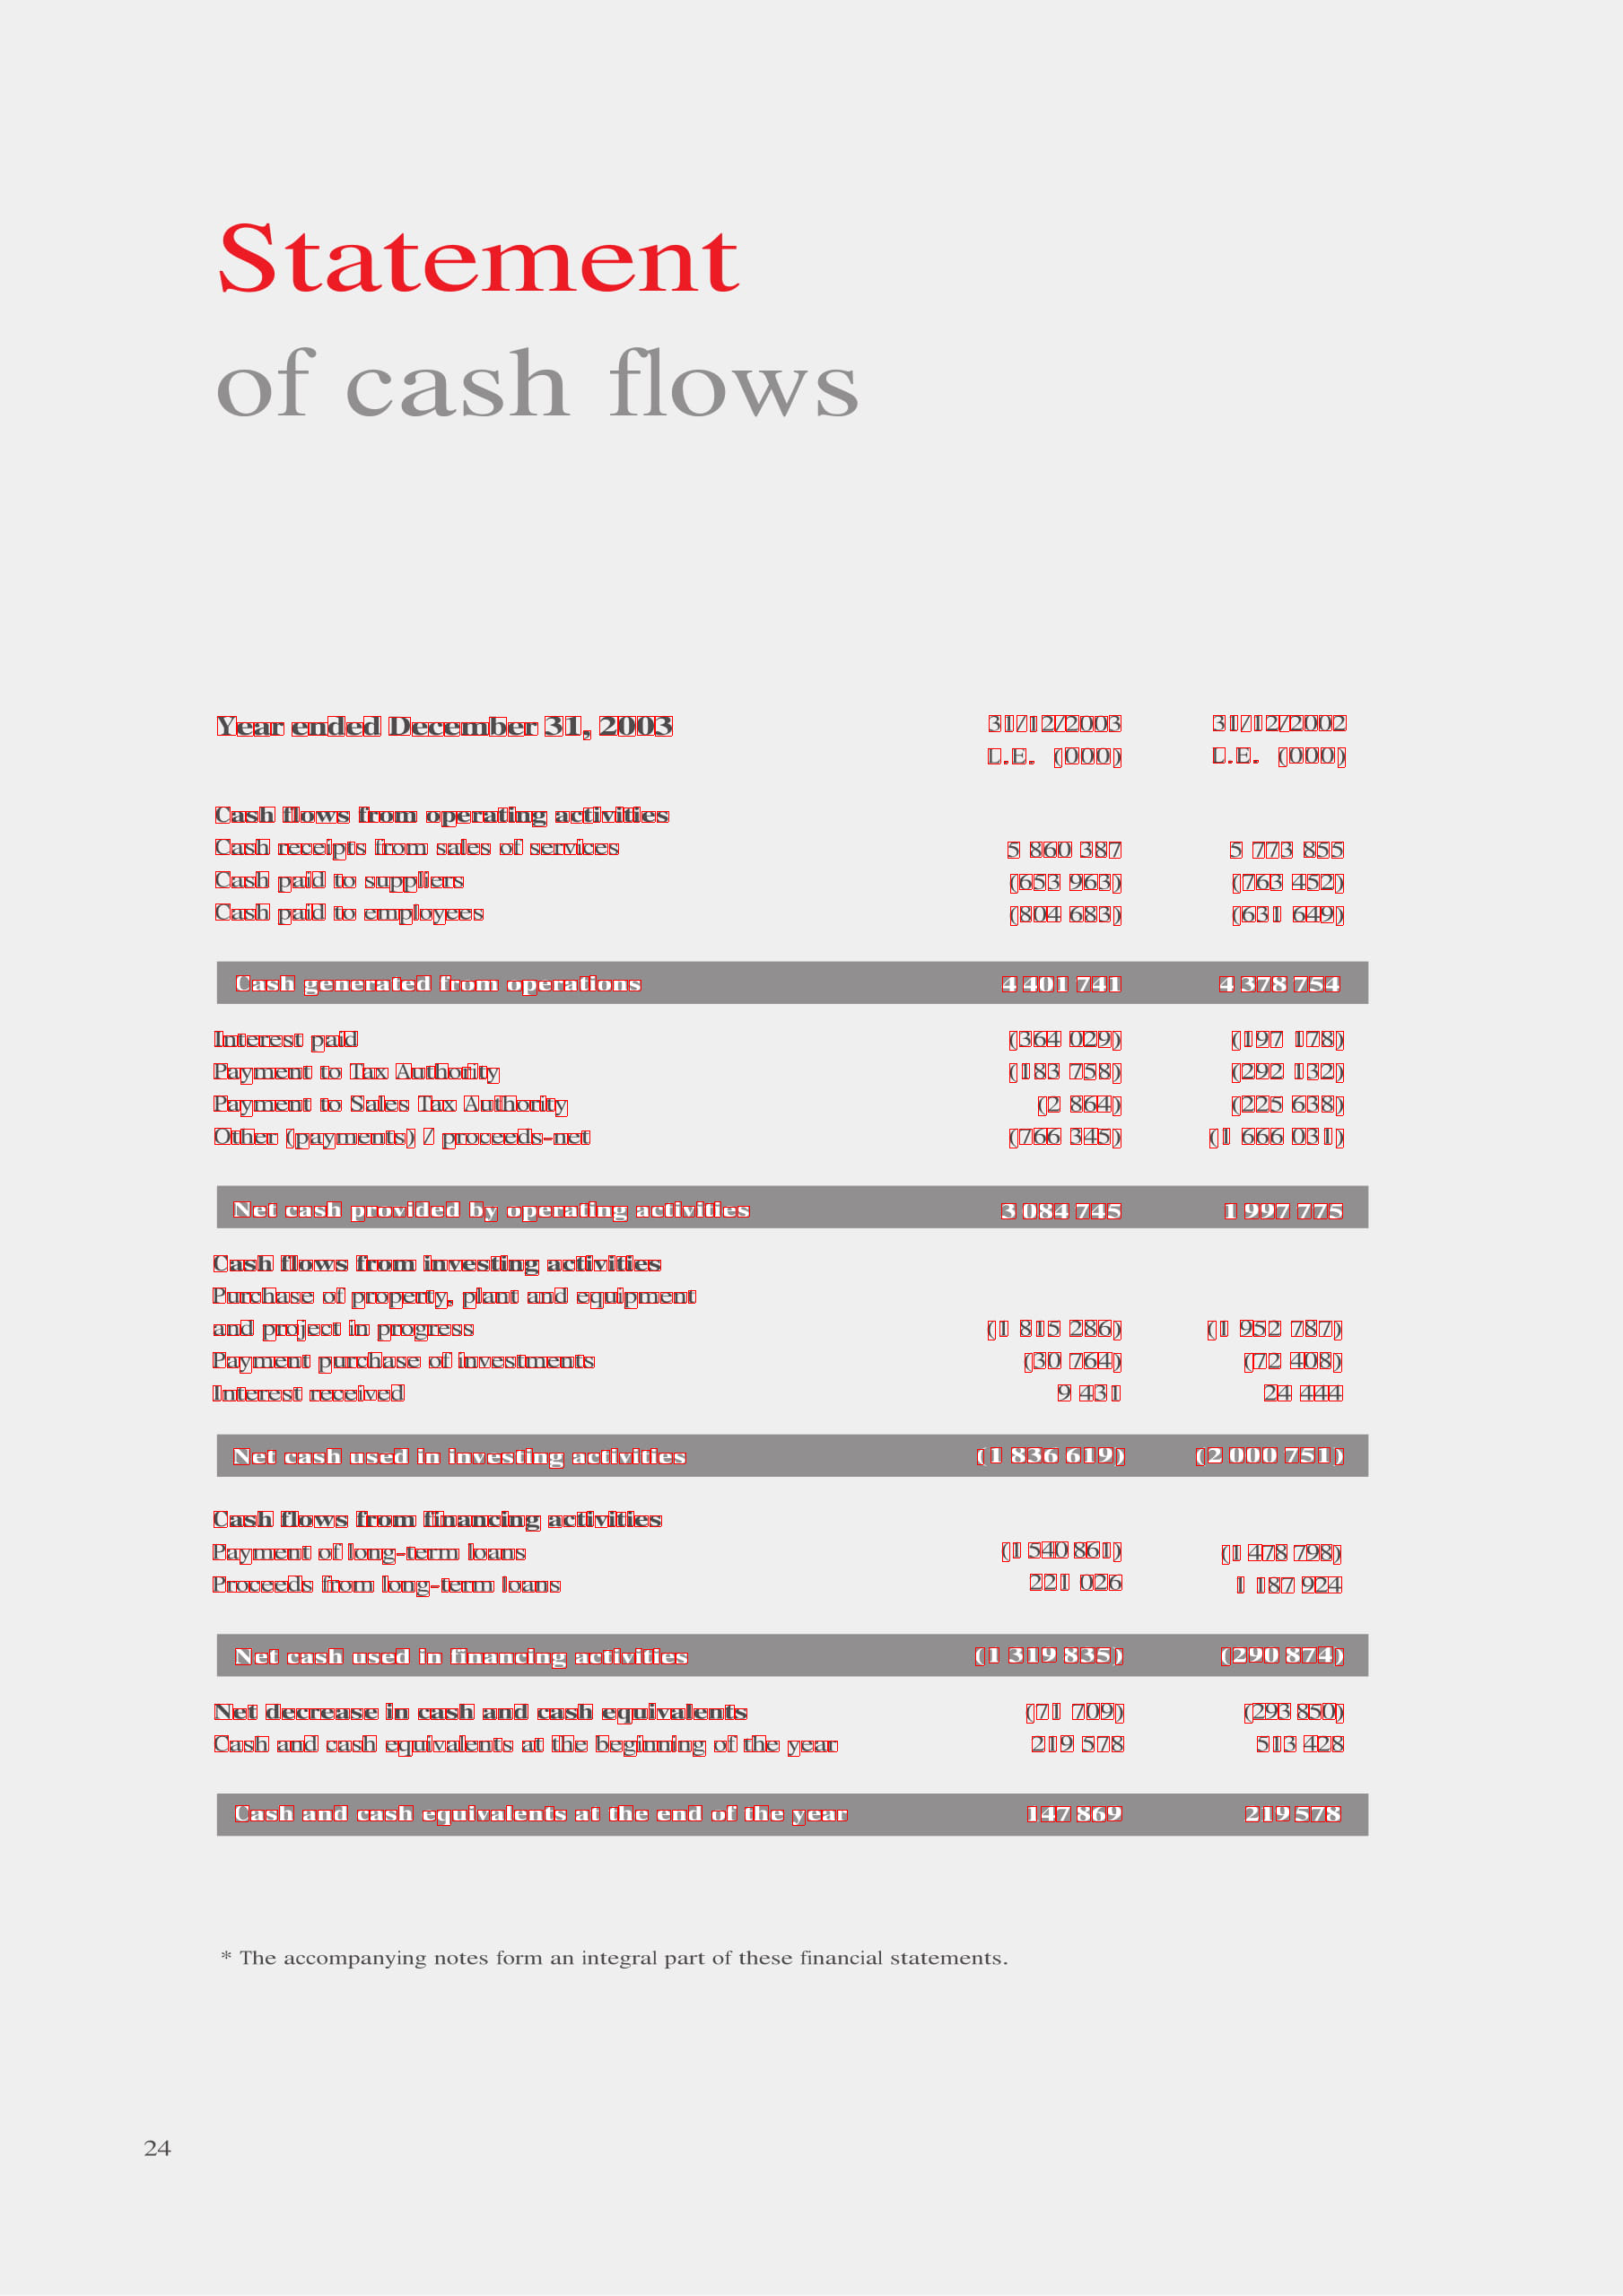 Statement
of cash flows
Year ended December 31, 2003 31/12/2003 31/12/2002
L.E. (000) L.E. (000)
Cash flows from operating activities
Cash receipts from sales of services 5 860 387 5 773 855
Cash paid to suppliers (653 963) (763 452)
Cash paid to employees (804 683) (631 649)
Cash generated from operations 4 401 741 4 378 754
Interest paid (364 029) (197 178)
Payment to Tax Authority (183 758) (292 132)
Payment to Sales Tax Authority (2 864) (225 638)
Other (payments) / proceeds-net (766 345) (1 666 031)
Net cash provided by operating activities 3 084 745 1 997 775
Cash flows from investing activities
Purchase of property, plant and equipment
and project in progress (1 815 286) (1 952 787)
Payment purchase of investments (30 764) (72 408)
Interest received 9 431 24 444
Net cash used in investing activities (1 836 619) (2 000 751)
Cash flows from financing activities
Payment of long-term loans (1 540 861) (1 478 798)
Proceeds from long-term loans 221 026 1 187 924
Net cash used in financing activities (1 319 835) (290 874)
Net decrease in cash and cash equivalents (71 709) (293 850)
Cash and cash equivalents at the beginning of the year 219 578 513 428
Cash and cash equivalents at the end of the year 147 869 219 578
* The accompanying notes form an integral part of these financial statements.
24